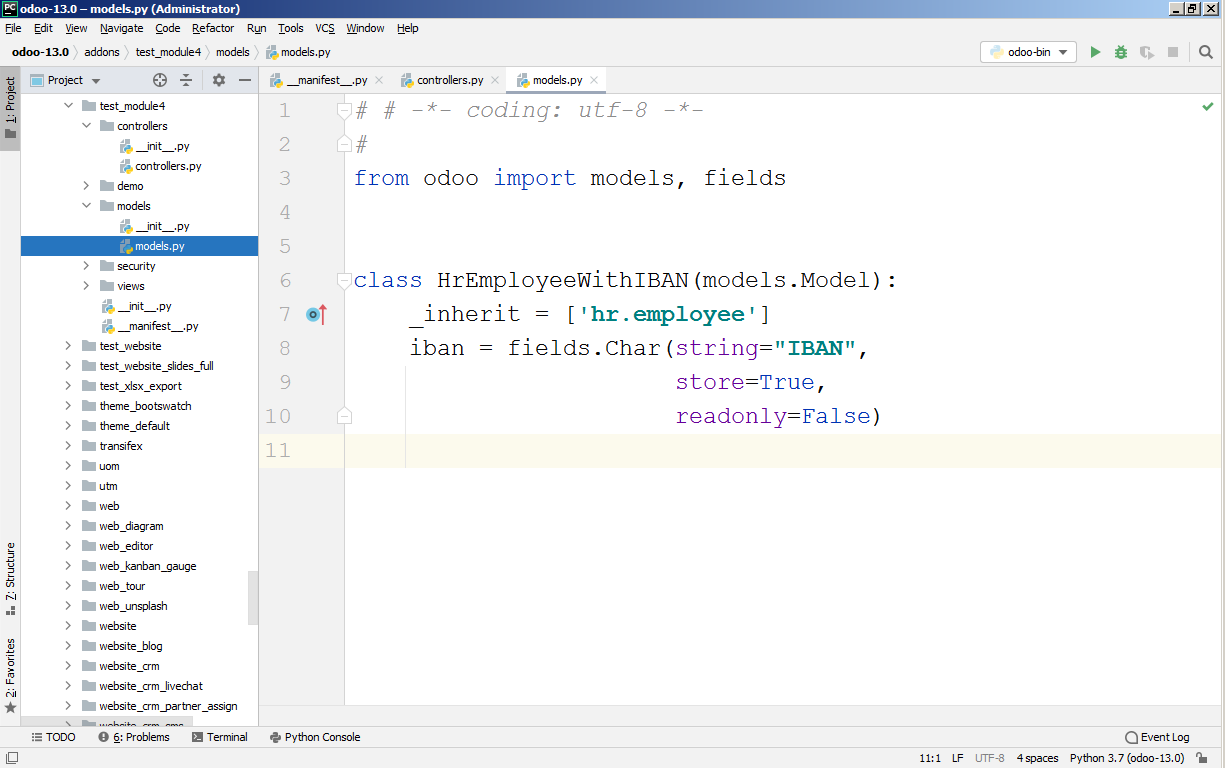 odoo-13.0 – models.py (Administrator)
File Edit View Navigate Code Refactor Run Tools VCS Window Help
odoo-13.0 addons test_module4 models models.py
odoo-bin
1: Project
Project
__manifest__.py controllers.py models.py
test_module4
controllers
__init__.py
controllers.py
demo
models
__init__.py
models.py
security
views
__init__.py
__manifest__.py
test_website
test_website_slides_full
test_xlsx_export
theme_bootswatch
theme_default
transifex
uom
utm
web
web_diagram
web_editor
web_kanban_gauge
web_tour
web_unsplash
website
website_blog
website_crm
website_crm_livechat
website_crm_partner_assign
website_crm_sms
1 # # -*- coding: utf-8 -*-
2 #
3 from odoo import models, fields
4
5
6 class HrEmployeeWithIBAN(models.Model):
7 _inherit = ['hr.employee']
8 iban = fields.Char(string="IBAN",
9 store=True,
10 readonly=False)
11
Z: Structure
2: Favorites
TODO 6: Problems Terminal Python Console
Event Log
11:1 LF UTF-8 4 spaces Python 3.7 (odoo-13.0)